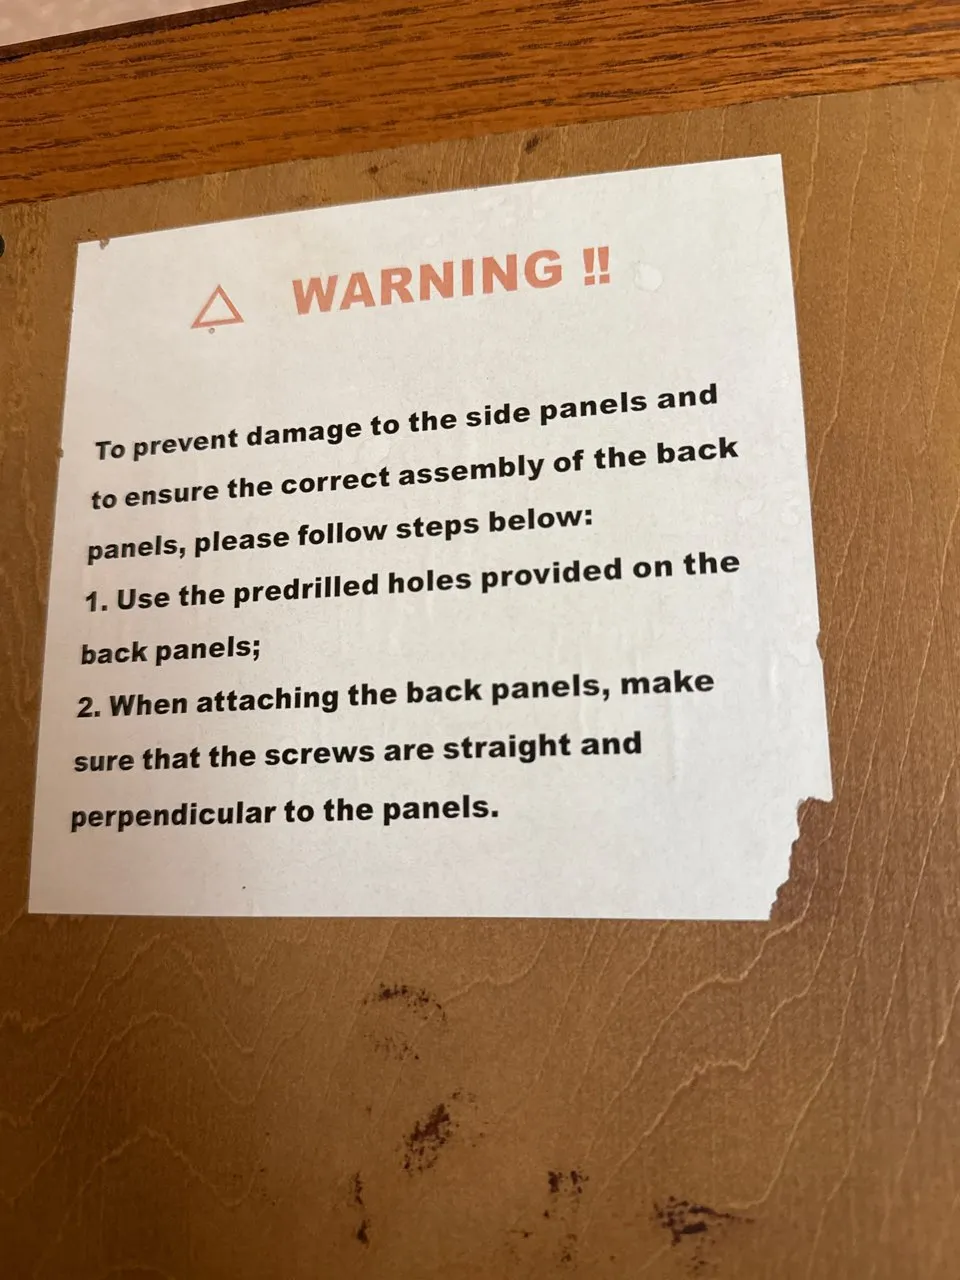 WARNING !!
To prevent damage to the side panels and
to ensure the correct assembly of the back
panels, please follow steps below:
1. Use the predrilled holes provided on the
back panels;
2. When attaching the back panels, make
sure that the screws are straight and
perpendicular to the panels.